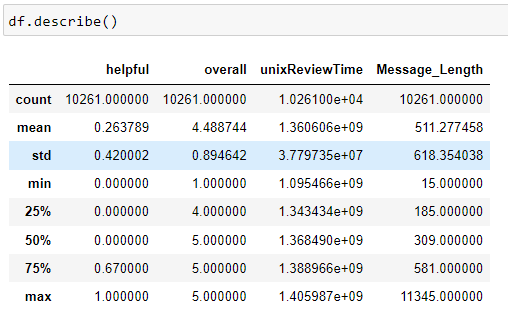 df.describe()
helpful overall unixReviewTime Message_Length
count 10261.000000 10261.000000 1.026100e+04 10261.000000
mean 0.263789 4.488744 1.360606e+09 511.277458
std 0.420002 0.894642 3.779735e+07 618.354038
min 0.000000 1.000000 1.095466e+09 15.000000
25% 0.000000 4.000000 1.343434e+09 185.000000
50% 0.000000 5.000000 1.368490e+09 309.000000
75% 0.670000 5.000000 1.388966e+09 581.000000
max 1.000000 5.000000 1.405987e+09 11345.000000